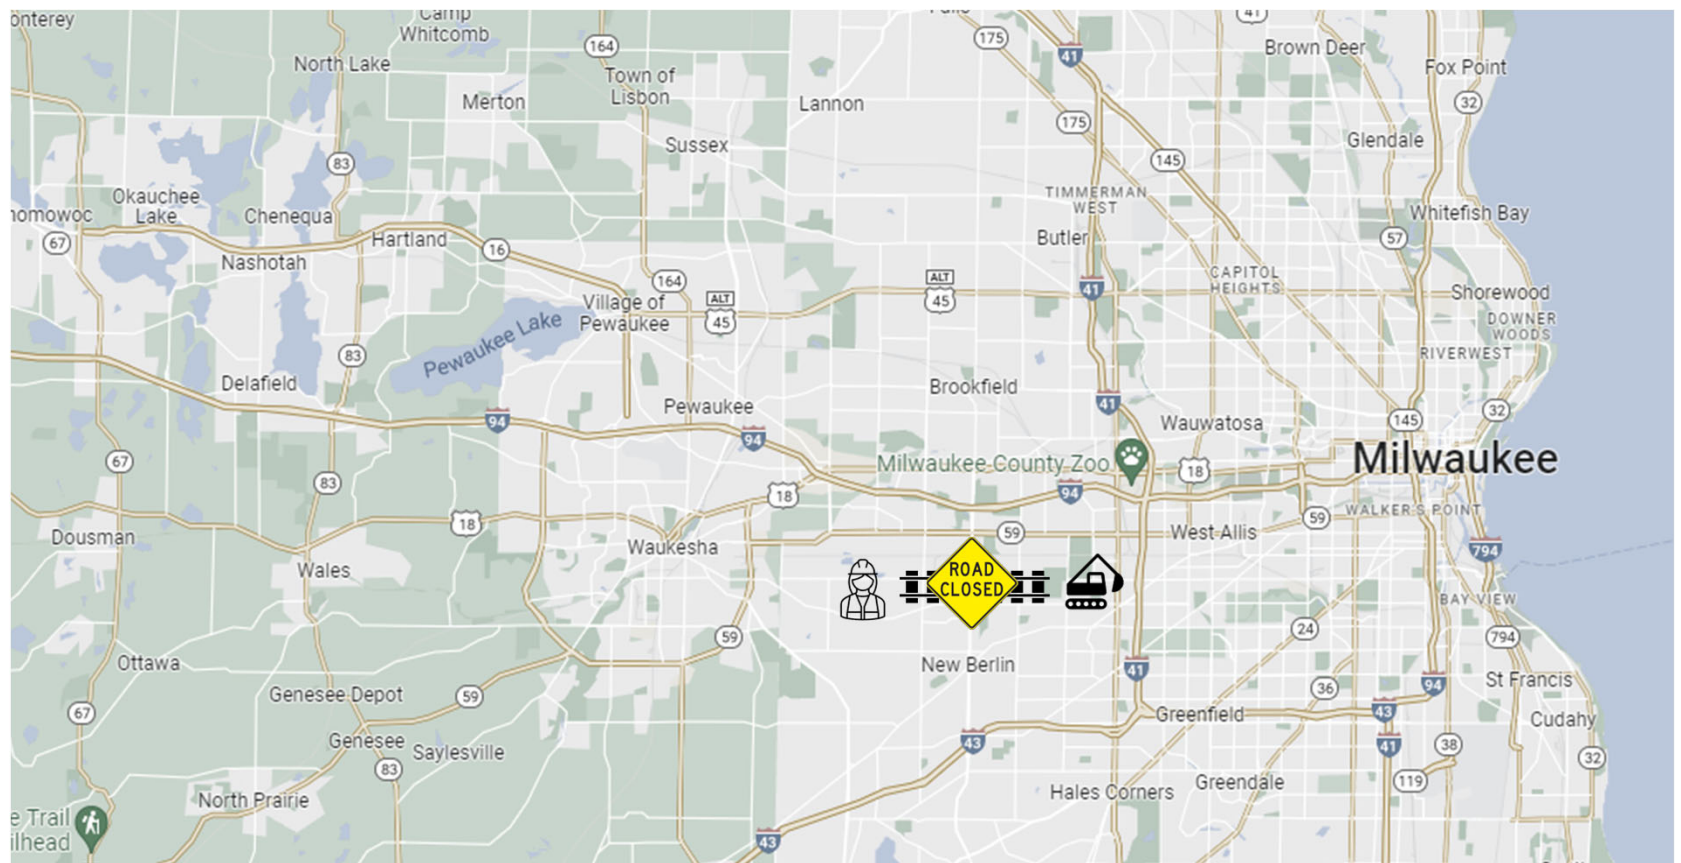 onterey
Camp
Whitcomb
164
175
41
41
Brown Deer
Fox Point
North Lake
Town of
Lisbon
Merton
Lannon
32
175
Glendale
Sussex
83
145
Okauchee
Lake
TIMMERMAN
WEST
nomowoc
Chenequa
Whitefish Bay
67
Hartland
16
Butler
57
Nashotah
164
CAPITOL
HEIGHTS
ALT
45
41
Village of
Pewaukee
ALT
45
Shorewood
DOWNER
WOODS
Pewaukee Lake
83
RIVERWEST
Delafield
Brookfield
Pewaukee
41
32
94
145
Wauwatosa
94
67
Milwaukee County Zoo
18
Milwaukee
83
18
94
18
WALKER'S POINT
59
59
West Allis
Dousman
Waukesha
794
Wales
ROAD
CLOSED
BAY VIEW
59
24
794
Ottawa
New Berlin
41
St Francis
Genesee Depot
59
36
94
67
Greenfield
43
Cudahy
Genesee
Saylesville
43
41
38
83
32
Greendale
119
North Prairie
Hales Corners
e Trail
ilhead
43